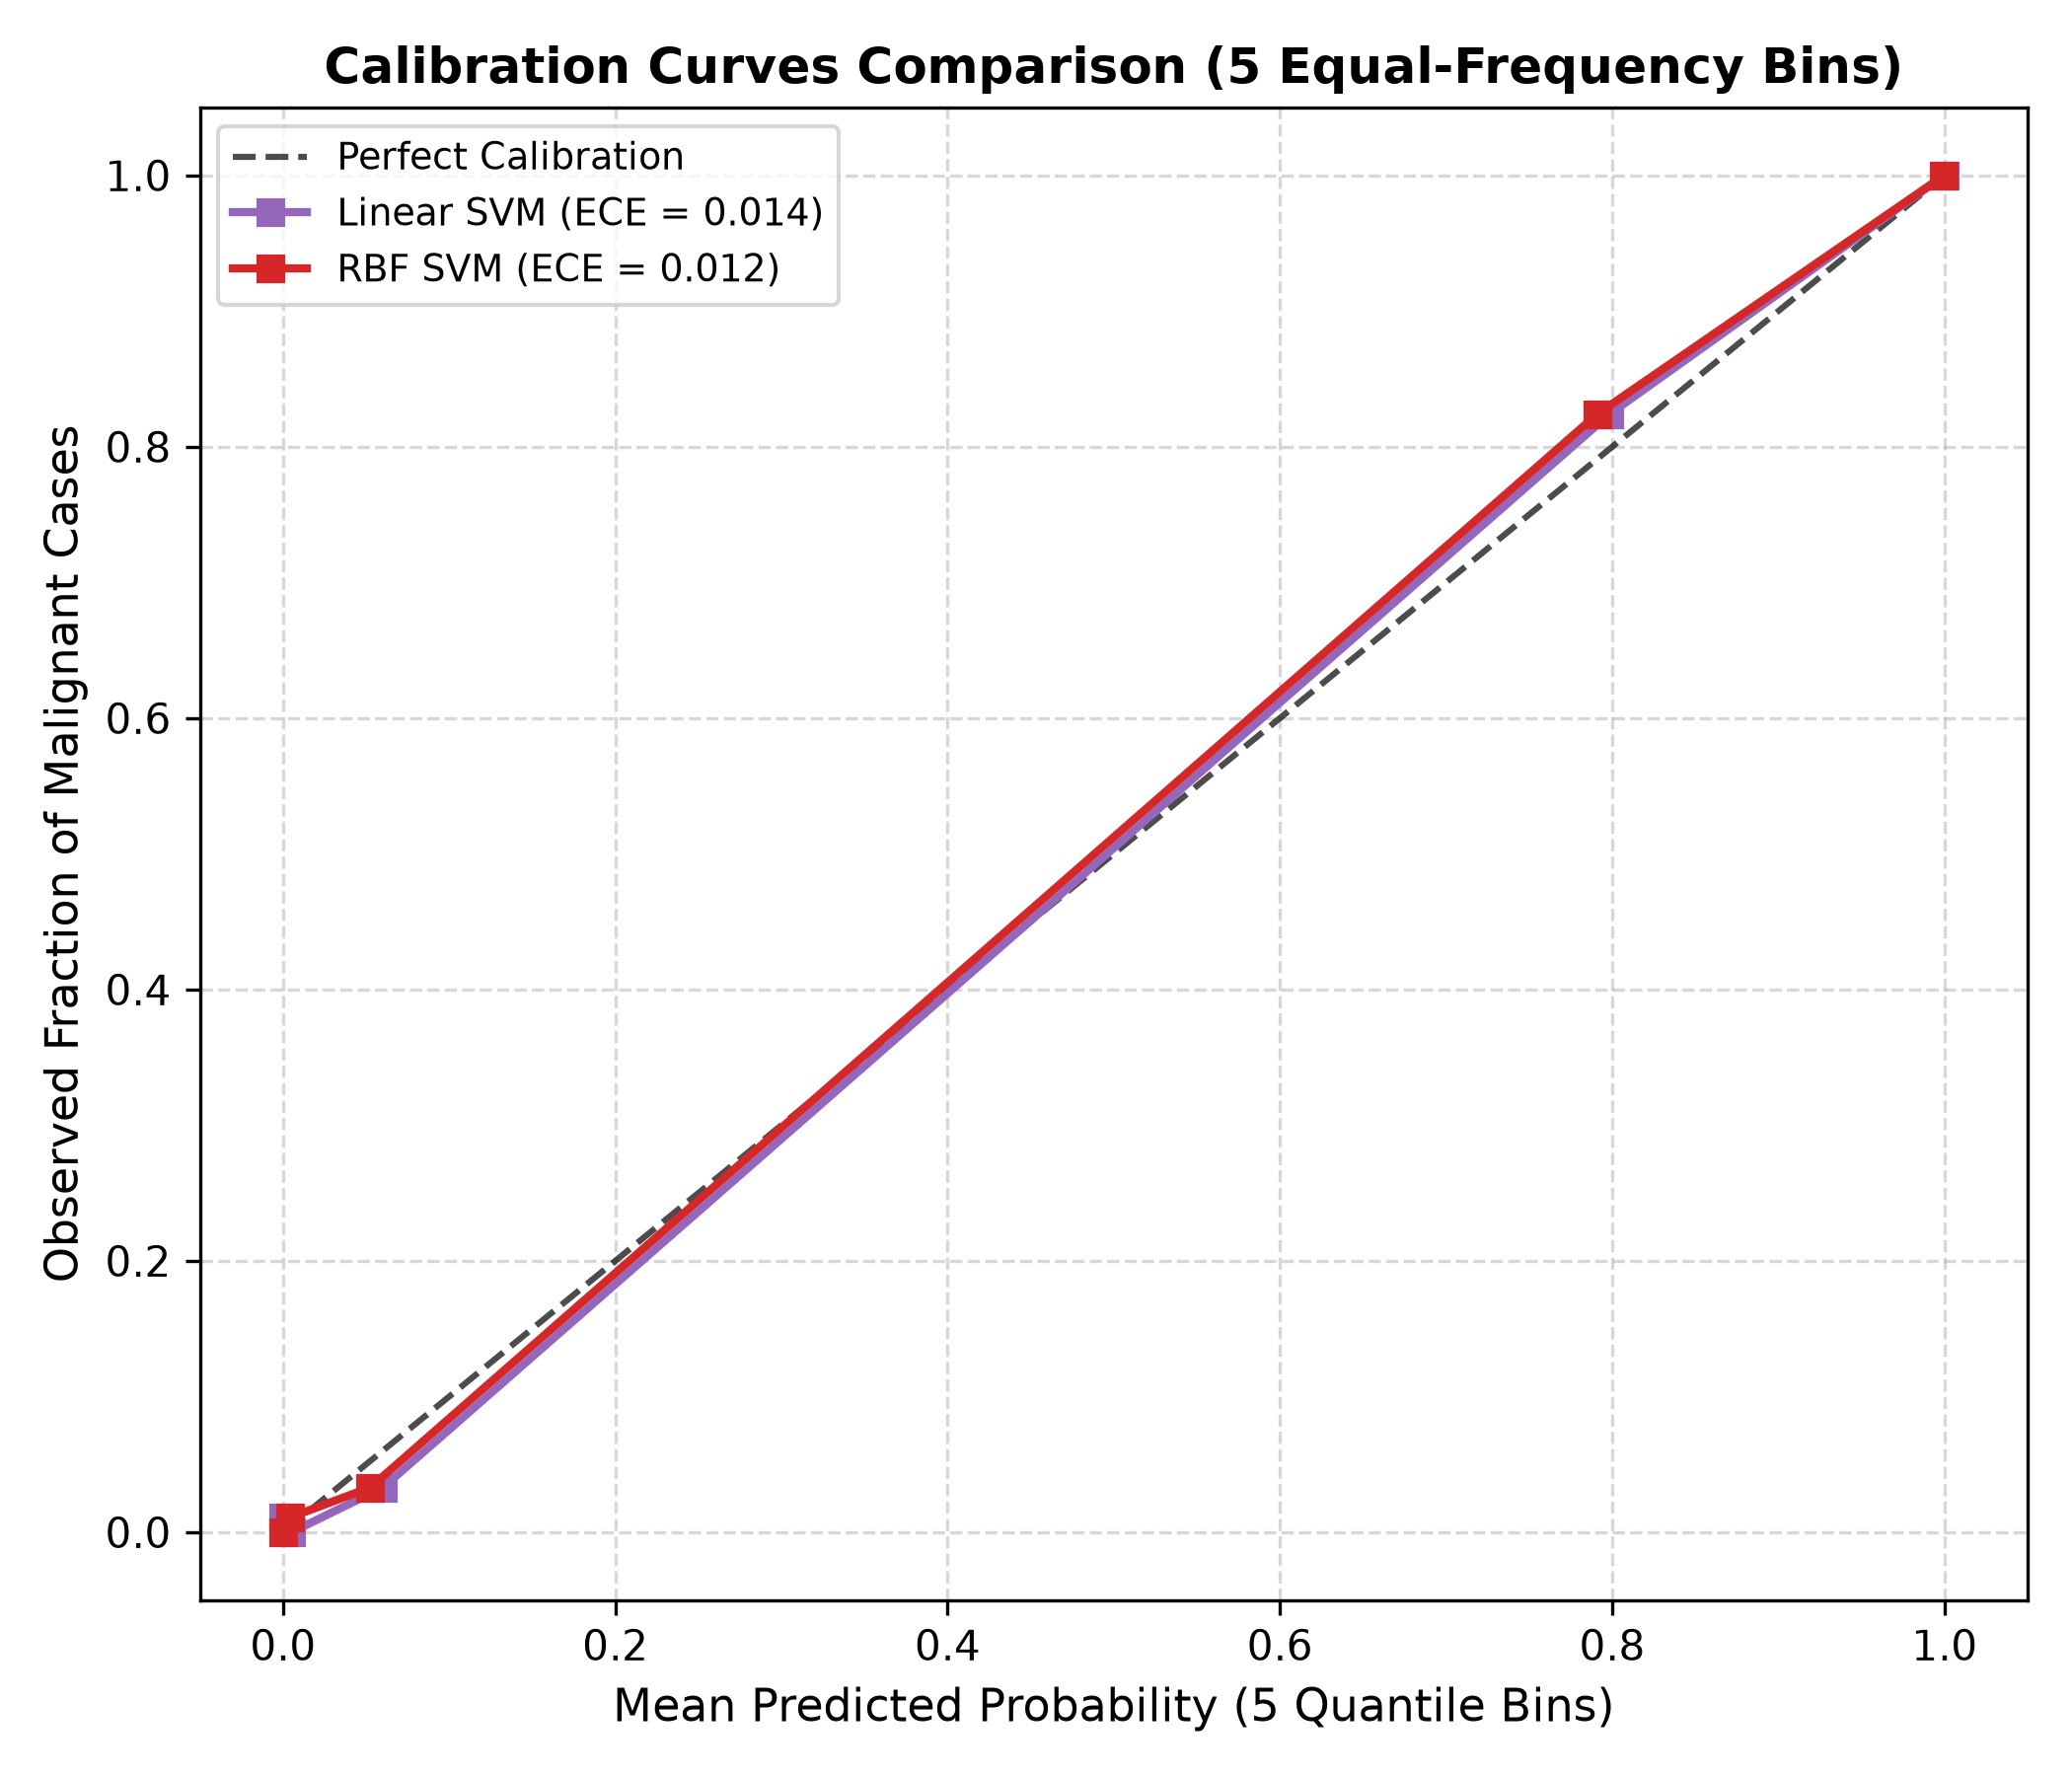 Calibration Curves Comparison (5 Equal-Frequency Bins)
Perfect Calibration
Linear SVM (ECE = 0.014)
RBF SVM (ECE = 0.012)
Observed Fraction of Malignant Cases
1.0
0.8
0.6
0.4
0.2
0.0
0.0 0.2 0.4 0.6 0.8 1.0
Mean Predicted Probability (5 Quantile Bins)